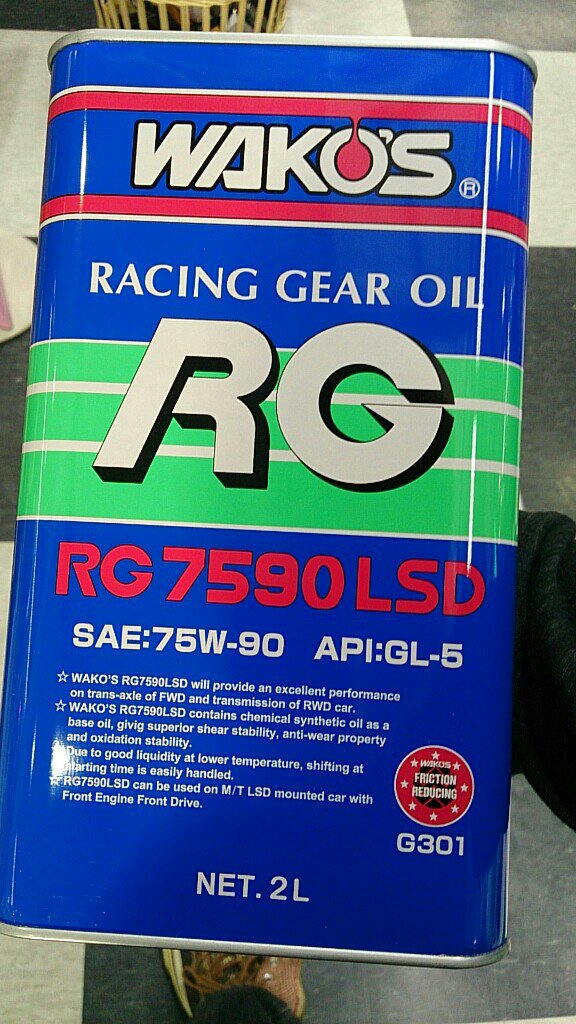 WAKO'S®
RACING GEAR OIL
RG
RG7590LSD
SAE:75W-90 API:GL-5
☆ WAKO'S RG7590LSD will provide an excellent performance
on trans-axle of FWD and transmission of RWD car.
☆ WAKO'S RG7590LSD contains chemical synthetic oil as a
base oil, givig superior shear stability, anti-wear property
and oxidation stability.
☆ Due to good liquidity at lower temperature, shifting at
starting time is easily handled.
☆ RG7590LSD can be used on M/T LSD mounted car with
Front Engine Front Drive.
WAKO'S
FRICTION
REDUCING
G301
NET. 2L